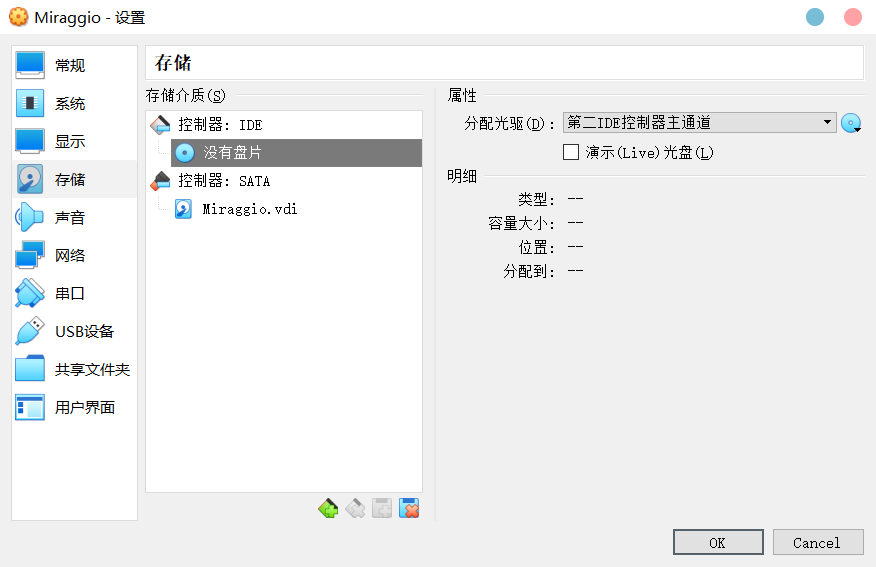 Miraggio - 设置
常规
系统
显示
存储
声音
网络
串口
USB设备
共享文件夹
用户界面
存储
存储介质(S)
控制器: IDE
没有盘片
控制器: SATA
Miraggio.vdi
属性
分配光驱(D): 第二IDE控制器主通道
演示(Live)光盘(L)
明细
类型: --
容量大小: --
位置: --
分配到: --
OK
Cancel